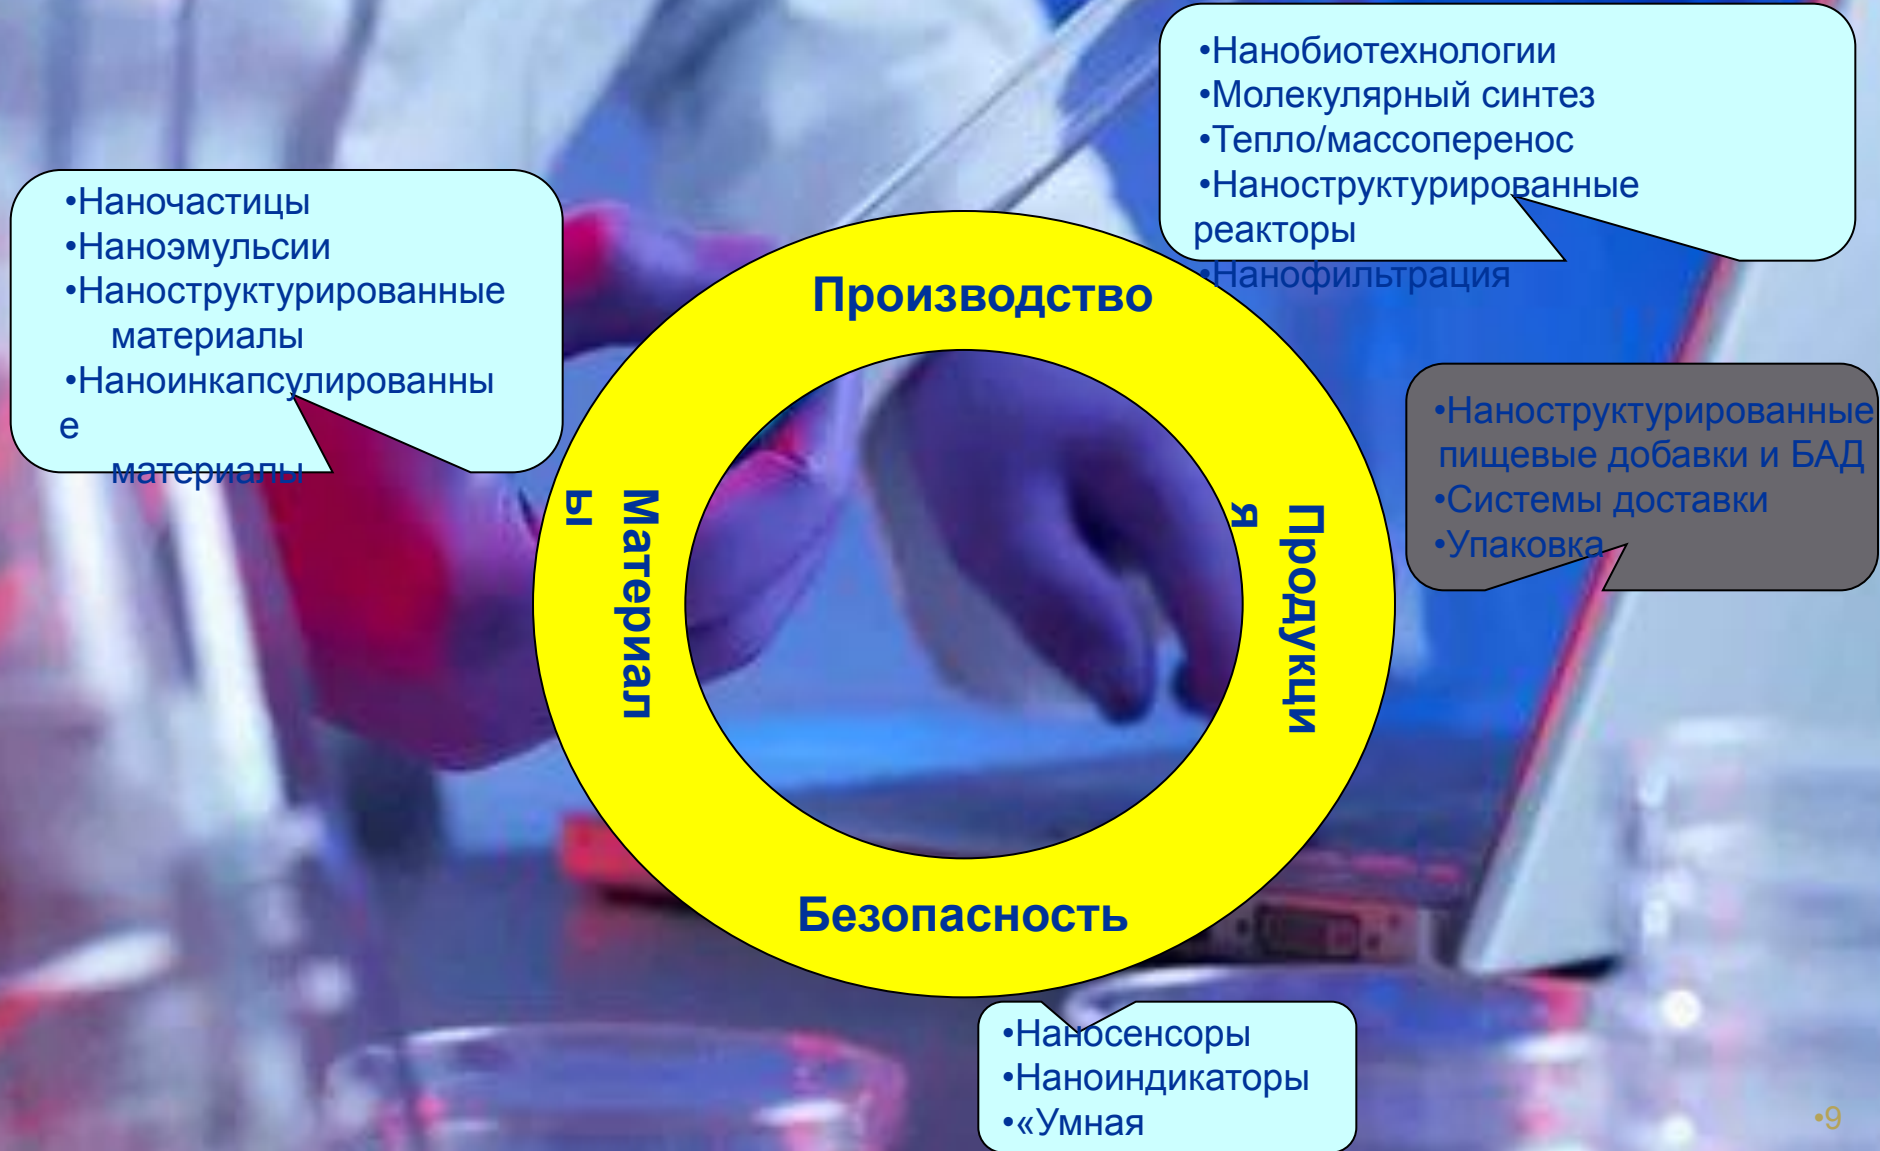 •Нанобиотехнологии
•Молекулярный синтез
•Тепло/массоперенос
•Наноструктурированные
реакторы
•Нанофильтрация
•Наночастицы
•Наноэмульсии
•Наноструктурированные
материалы
•Наноинкапсулированны
е
материалы
Производство
•Наноструктурированные
пищевые добавки и БАД
•Системы доставки
•Упаковка
Материал
ы
Продукци
я
Безопасность
•Наносенсоры
•Наноиндикаторы
•«Умная
•9